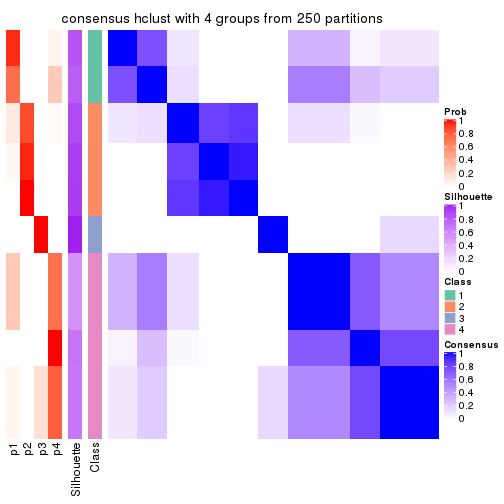 consensus hclust with 4 groups from 250 partitions
Prob
1
0.8
0.6
0.4
0.2
0
Silhouette
1
0.8
0.6
0.4
0.2
0
Class
1
2
3
4
Consensus
1
0.8
0.6
0.4
0.2
0
p1
p2
p3
p4
Silhouette
Class